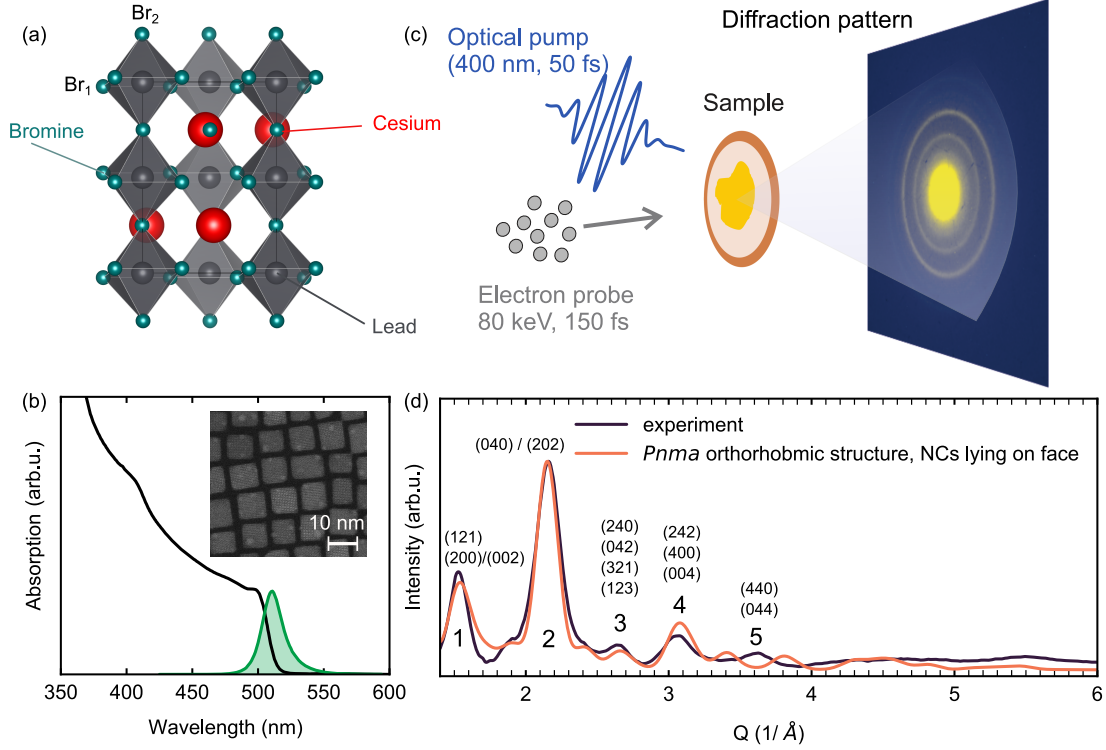 (a)
Br2
Br1
Bromine
Cesium
Lead
(c)
Optical pump
(400 nm, 50 fs)
Sample
Diffraction pattern
Electron probe
80 keV, 150 fs
(b)
Absorption (arb.u.)
10 nm
350
400
450
500
550
600
Wavelength (nm)
(d)
Intensity (arb.u.)
experiment
Pnma orthorhobmic structure, NCs lying on face
(040) / (202)
(121)
(200)/(002)
(240)
(042)
(321)
(123)
(242)
(400)
(004)
(440)
(044)
1
2
3
4
5
2
3
4
5
6
Q (1/ Å)